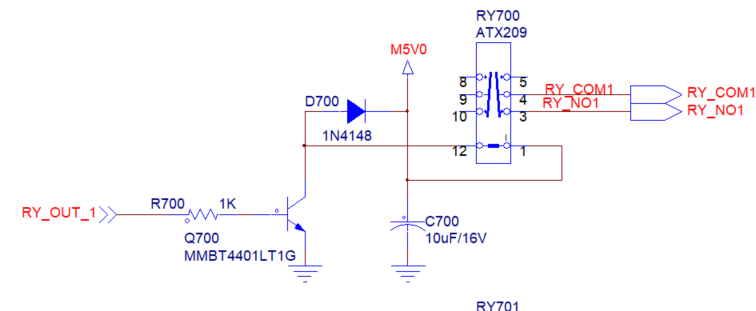 RY700
ATX209
M5V0
8
5
D700
9
RY_COM1
4
RY_COM1
10
RY_NO1
3
RY_NO1
1N4148
12
1
R700
1K
RY_OUT_1
C700
10uF/16V
Q700
MMBT4401LT1G
RY701